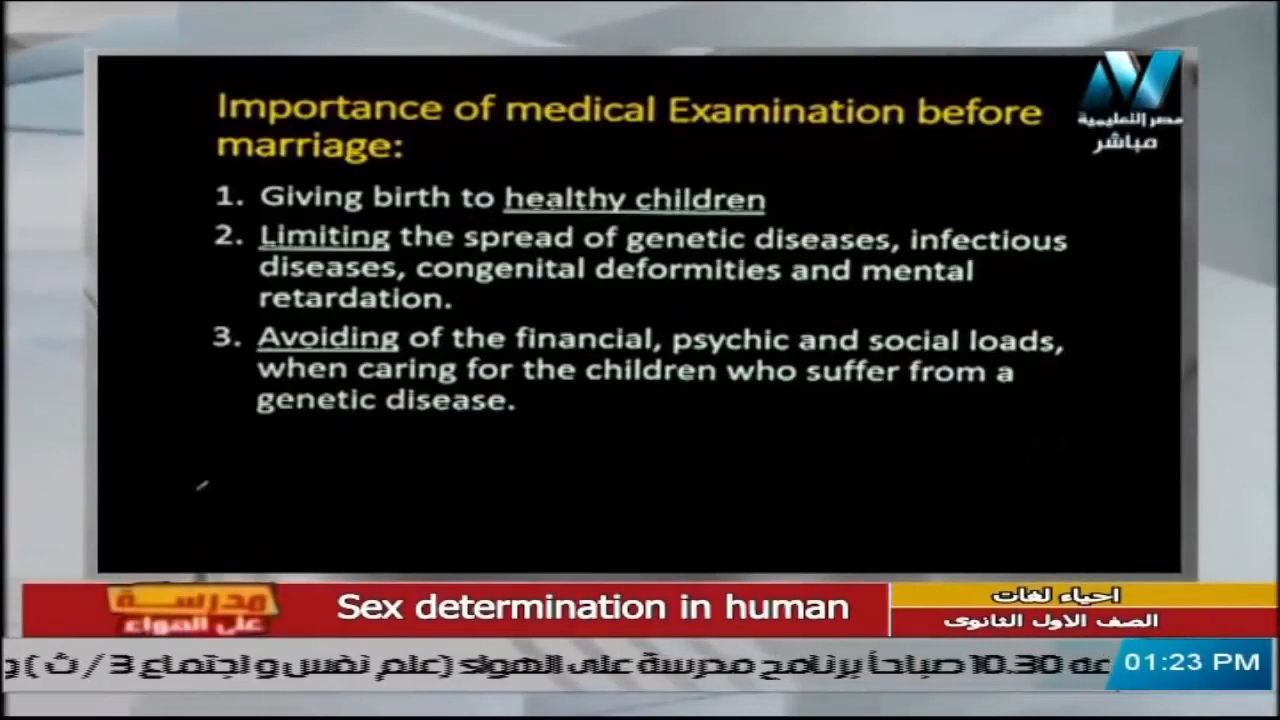 Importance of medical Examination before
marriage:
مصر التعليمية
مباشر
1. Giving birth to healthy children
2. Limiting the spread of genetic diseases, infectious
diseases, congenital deformities and mental
retardation.
3. Avoiding of the financial, psychic and social loads,
when caring for the children who suffer from a
genetic disease.
مدرسة
على الهواء
Sex determination in human
احياء لغات
الصف الاول الثانوى
10.30 صباحاً برنامج مدرسة على الهواء (علم نفس و اجتماع 3 / ث )
01:23 PM